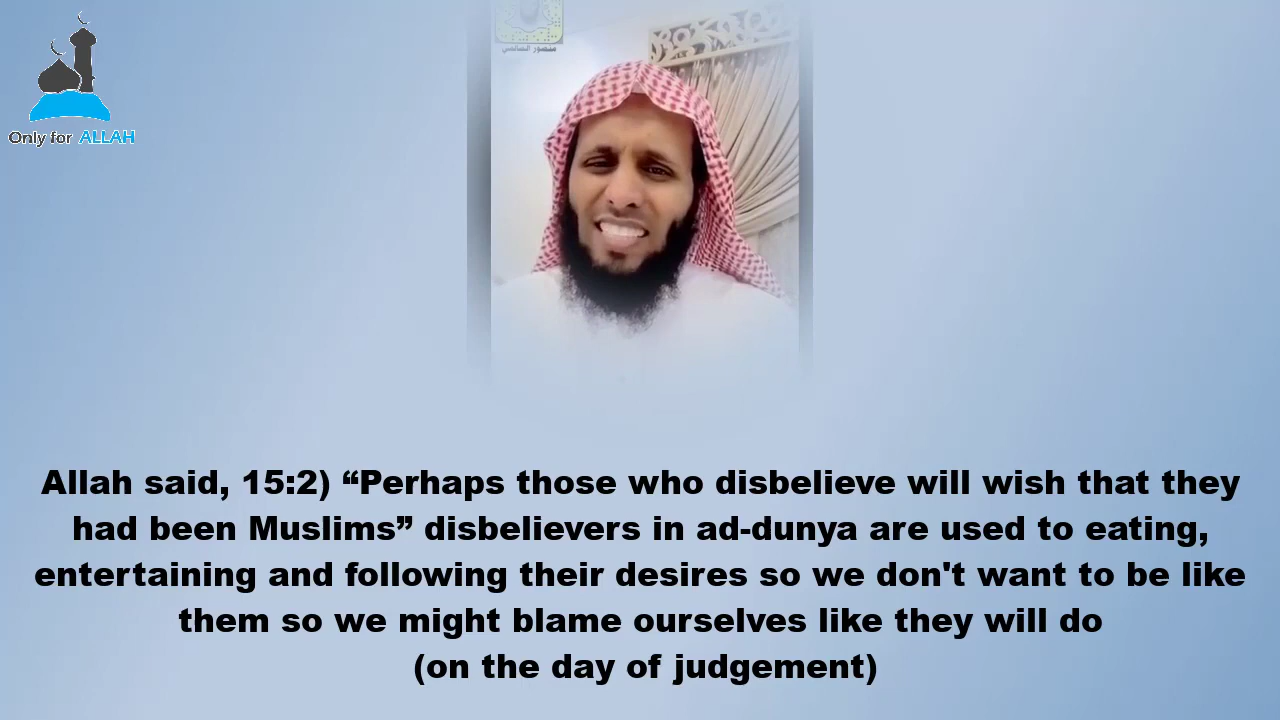 منصور السالمي
Only for ALLAH
Allah said, 15:2) “Perhaps those who disbelieve will wish that they
had been Muslims” disbelievers in ad-dunya are used to eating,
entertaining and following their desires so we don't want to be like
them so we might blame ourselves like they will do
(on the day of judgement)